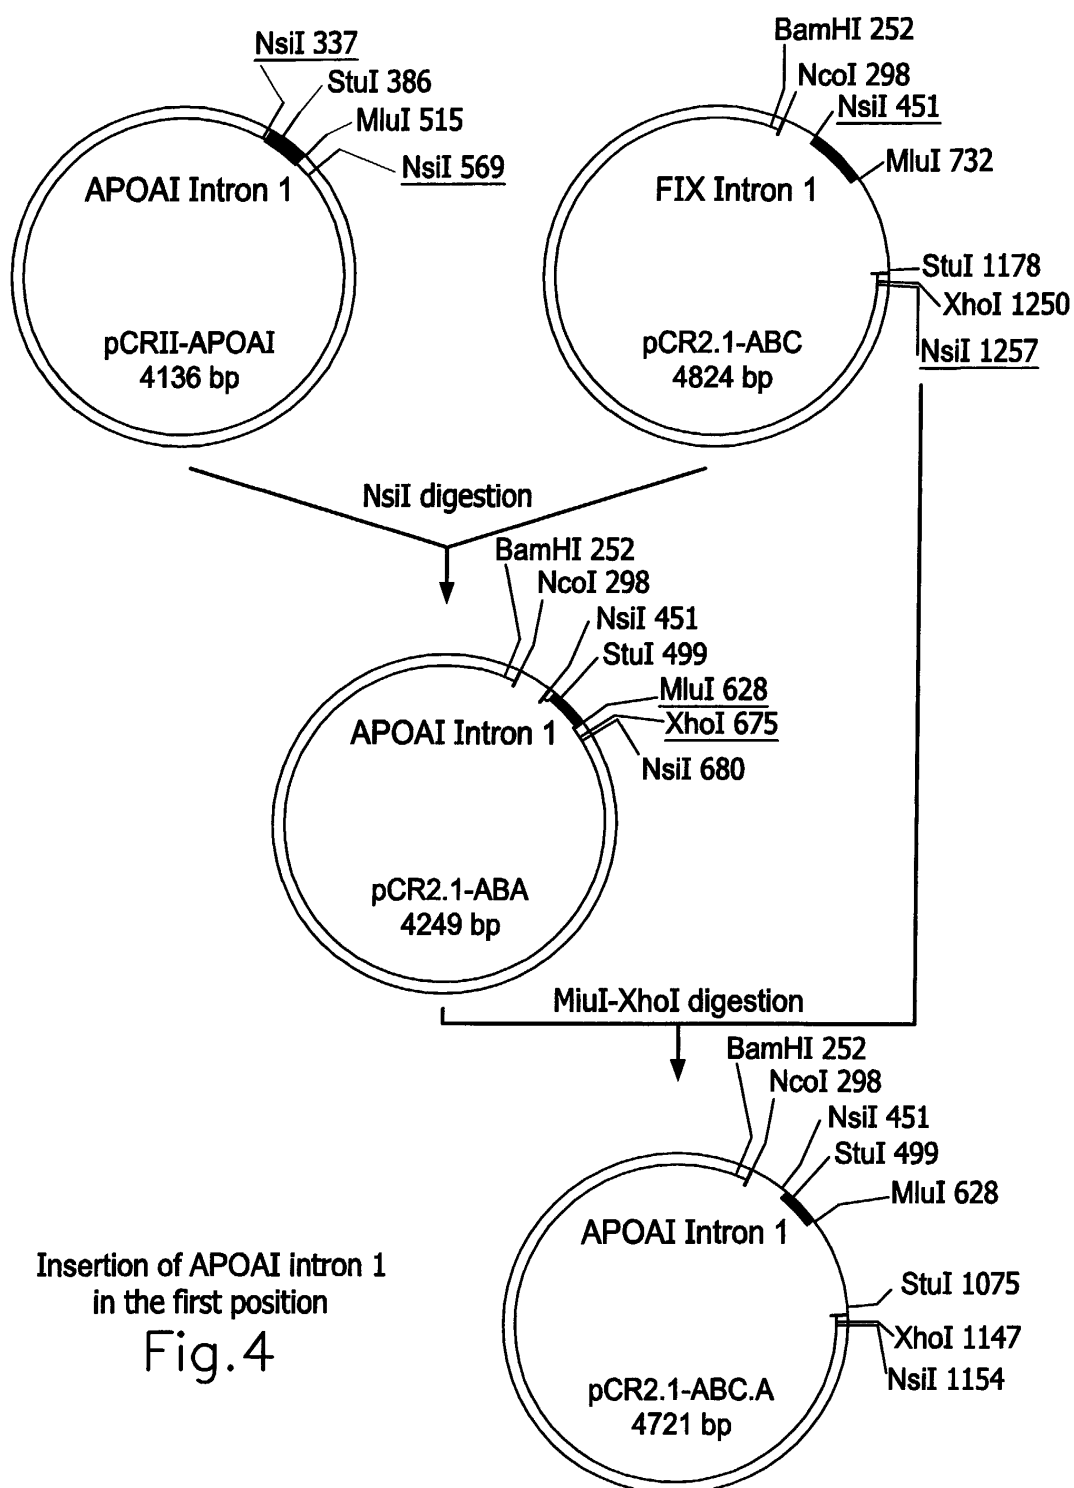 NsiI 337
StuI 386
MluI 515
NsiI 569
APOAI Intron 1
pCRII-APOAI
4136 bp
BamHI 252
NcoI 298
NsiI 451
MluI 732
FIX Intron 1
StuI 1178
XhoI 1250
NsiI 1257
pCR2.1-ABC
4824 bp
NsiI digestion
BamHI 252
NcoI 298
NsiI 451
StuI 499
MluI 628
XhoI 675
NsiI 680
APOAI Intron 1
pCR2.1-ABA
4249 bp
MiuI-XhoI digestion
BamHI 252
NcoI 298
NsiI 451
StuI 499
MluI 628
APOAI Intron 1
StuI 1075
XhoI 1147
NsiI 1154
pCR2.1-ABC.A
4721 bp
Insertion of APOAI intron 1
in the first position
Fig.4